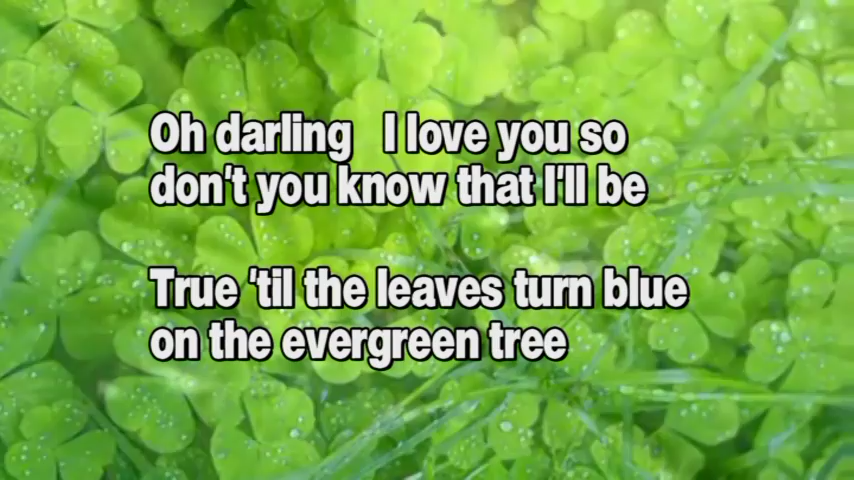 Oh darling   I love you so
don't you know that I'll be
True 'til the leaves turn blue
on the evergreen tree